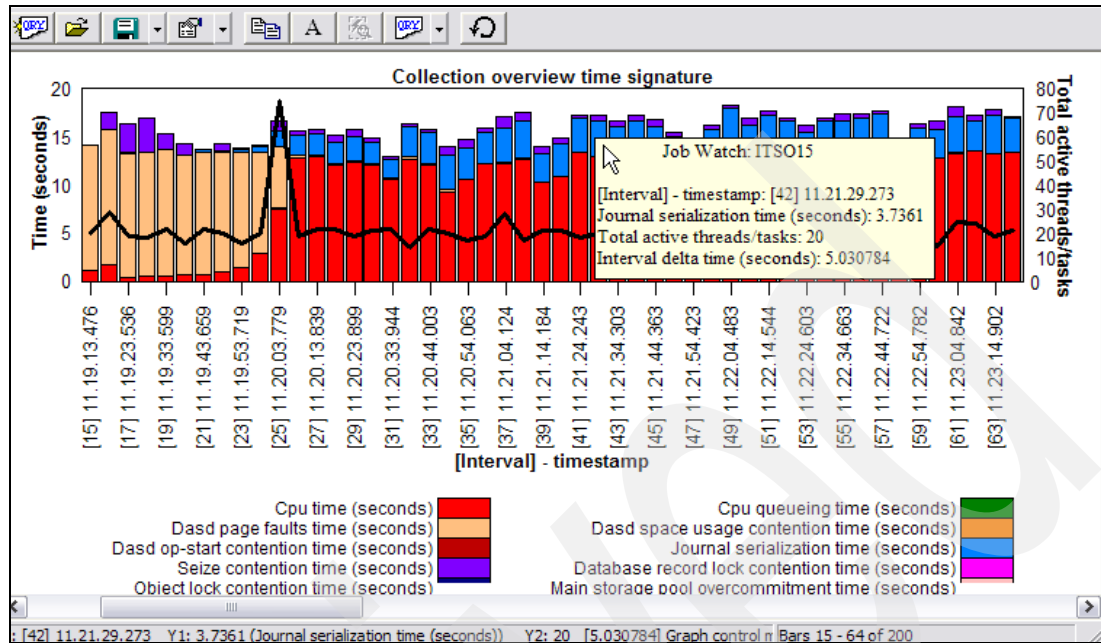 QRY
A
QRY
Collection overview time signature
Time (seconds)
20
15
10
5
0
80
70
60
50
40
30
20
10
0
Total active threads/tasks
Job Watch: ITSO15
[Interval] - timestamp: [42] 11.21.29.273
Journal serialization time (seconds): 3.7361
Total active threads/tasks: 20
Interval delta time (seconds): 5.030784
[15] 11.19.13.476
[17] 11.19.23.536
[19] 11.19.33.599
[21] 11.19.43.659
[23] 11.19.53.719
[25] 11.20.03.779
[27] 11.20.13.839
[29] 11.20.23.899
[31] 11.20.33.944
[33] 11.20.44.003
[35] 11.20.54.063
[37] 11.21.04.124
[39] 11.21.14.184
[41] 11.21.24.243
[43] 11.21.34.303
[45] 11.21.44.363
[47] 11.21.54.423
[49] 11.22.04.483
[51] 11.22.14.544
[53] 11.22.24.603
[55] 11.22.34.663
[57] 11.22.44.722
[59] 11.22.54.782
[61] 11.23.04.842
[63] 11.23.14.902
[Interval] - timestamp
Cpu time (seconds)
Dasd page faults time (seconds)
Dasd op-start contention time (seconds)
Seize contention time (seconds)
Object lock contention time (seconds)
Cpu queueing time (seconds)
Dasd space usage contention time (seconds)
Journal serialization time (seconds)
Database record lock contention time (seconds)
Main storage pool overcommitment time (seconds)
: [42] 11.21.29.273 Y1: 3.7361 (Journal serialization time (seconds)) Y2: 20 [5.030784] Graph control Bars 15 - 64 of 200